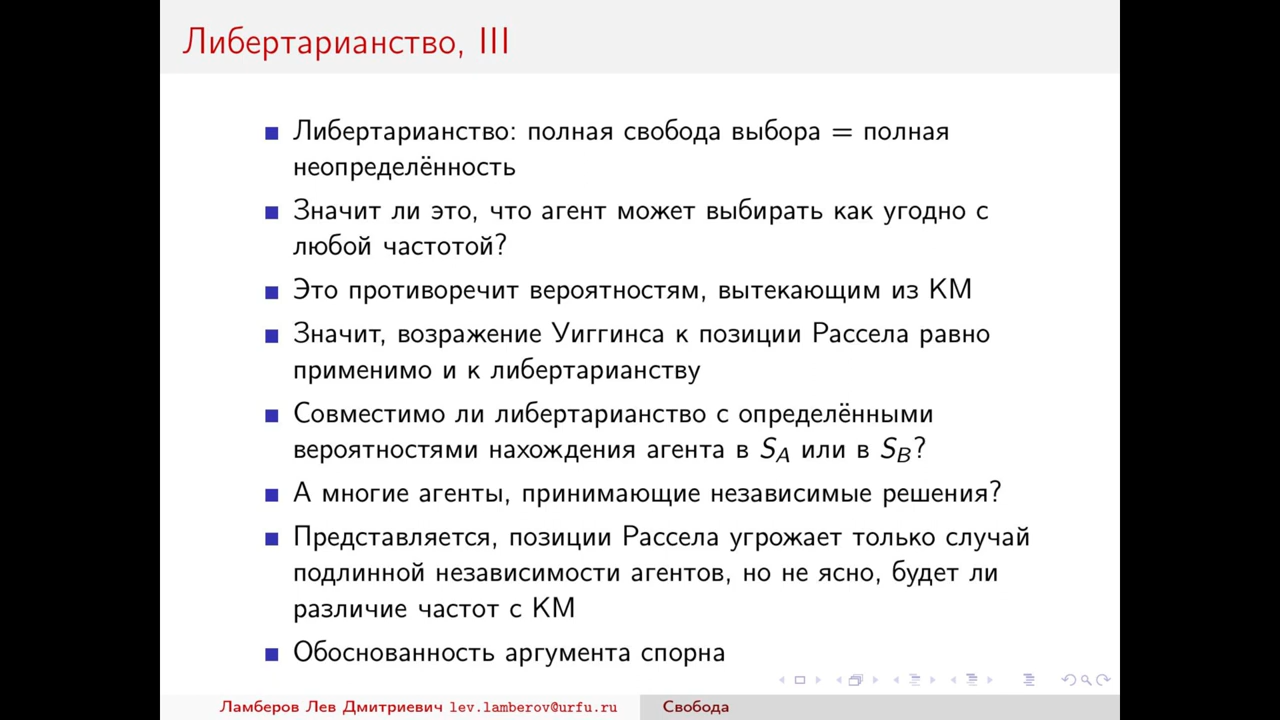 Либертарианство, III
Либертарианство: полная свобода выбора = полная
неопределённость
Значит ли это, что агент может выбирать как угодно с
любой частотой?
Это противоречит вероятностям, вытекающим из КМ
Значит, возражение Уиггинса к позиции Рассела равно
применимо и к либертарианству
Совместимо ли либертарианство с определёнными
вероятностями нахождения агента в S_A или в S_B?
А многие агенты, принимающие независимые решения?
Представляется, позиции Рассела угрожает только случай
подлинной независимости агентов, но не ясно, будет ли
различие частот с КМ
Обоснованность аргумента спорна
Ламберов Лев Дмитриевич lev.lamberov@urfu.ru Свобода